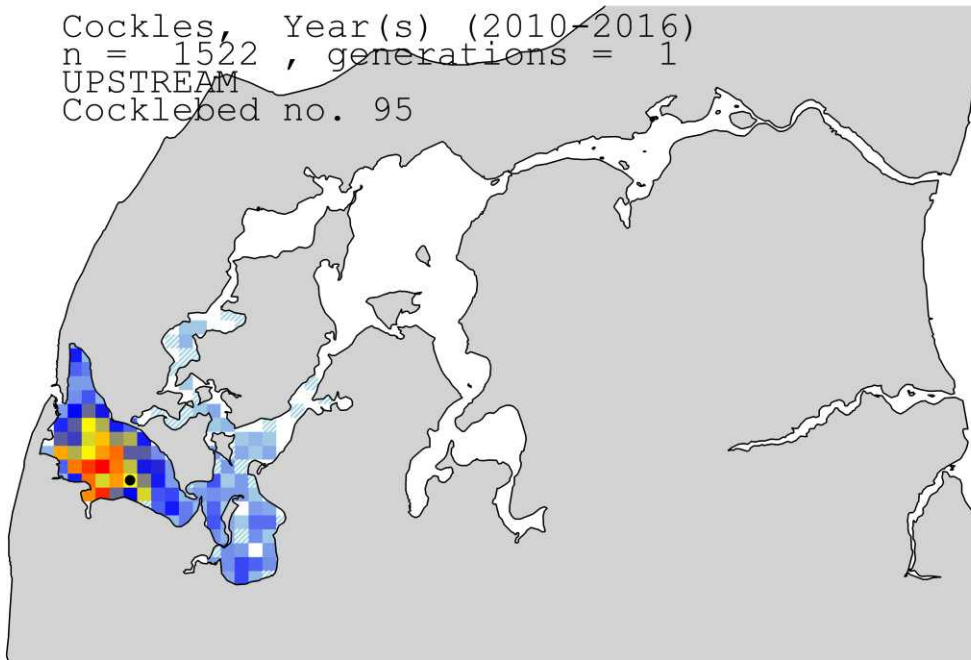 Cockles,  Year(s) (2010-2016)
n =  1522 , generations =  1
UPSTREAM
Cocklebed no. 95